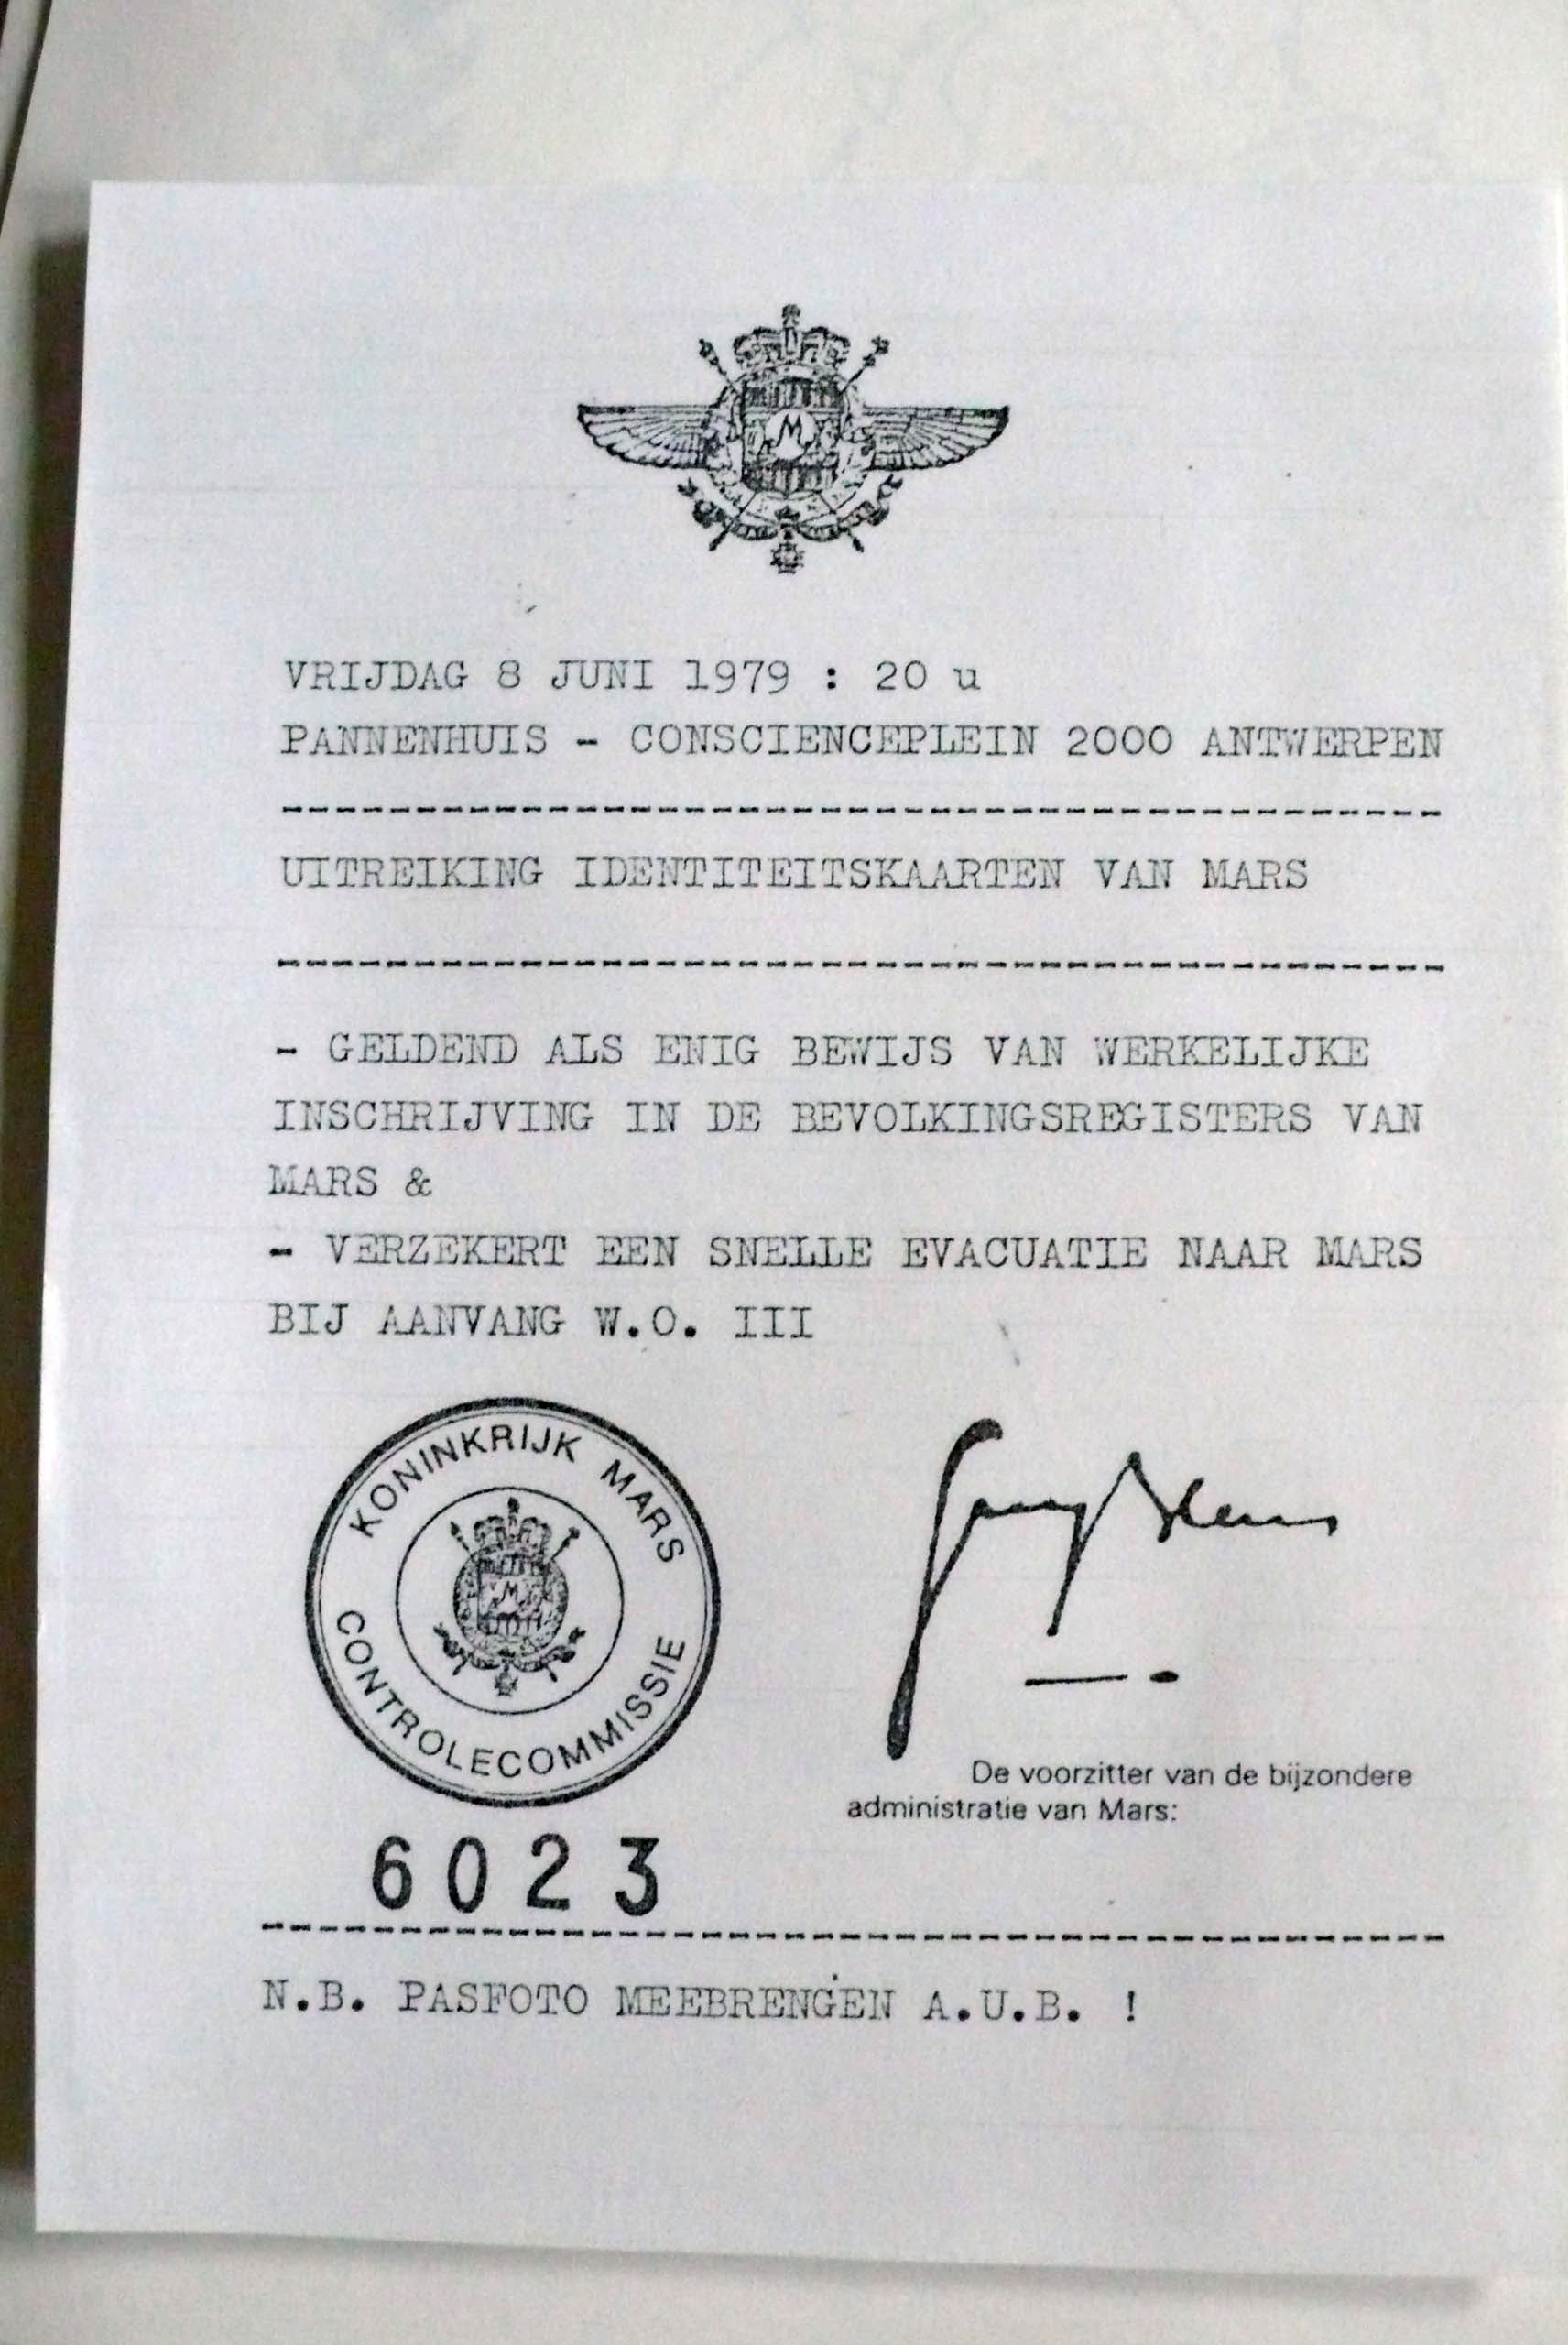 M
VRIJDAG 8 JUNI 1979 : 20 u
PANNENHUIS - CONSCIENCEPLEIN 2000 ANTWERPEN
UITREIKING IDENTITEITSKAARTEN VAN MARS
- GELDEND ALS ENIG BEWIJS VAN WERKELIJKE
INSCHRIJVING IN DE BEVOLKINGSREGISTERS VAN
MARS &
- VERZEKERT EEN SNELLE EVACUATIE NAAR MARS
BIJ AANVANG W.O. III
KONINKRIJK MARS
M
CONTROLECOMMISSIE
De voorzitter van de bijzondere
administratie van Mars:
6023
N.B. PASFOTO MEEBRENGEN A.U.B. !